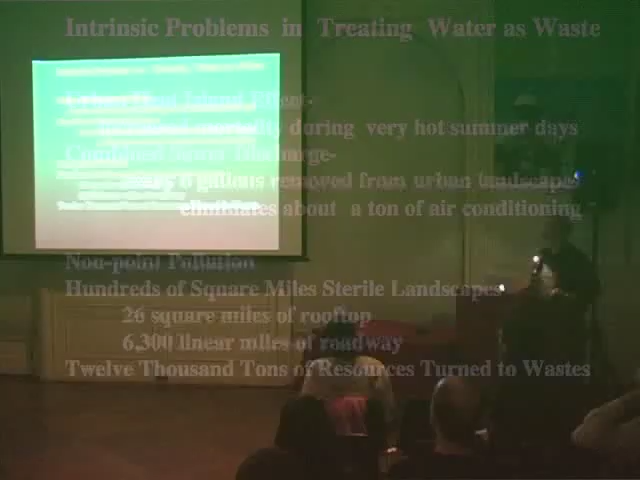 Intrinsic Problems in Treating Water as Waste
Urban Heat Island Effect-
mortality during very hot summer days
Combined Sewer Discharge-
6 gallons removed from urban landscapes
eliminates about a ton of air conditioning
Non-point Pollution
Hundreds of Square Miles Sterile Landscapes
26 square miles of rooftop
6,300 linear miles of roadway
Twelve Thousand Tons of Resources Turned to Wastes